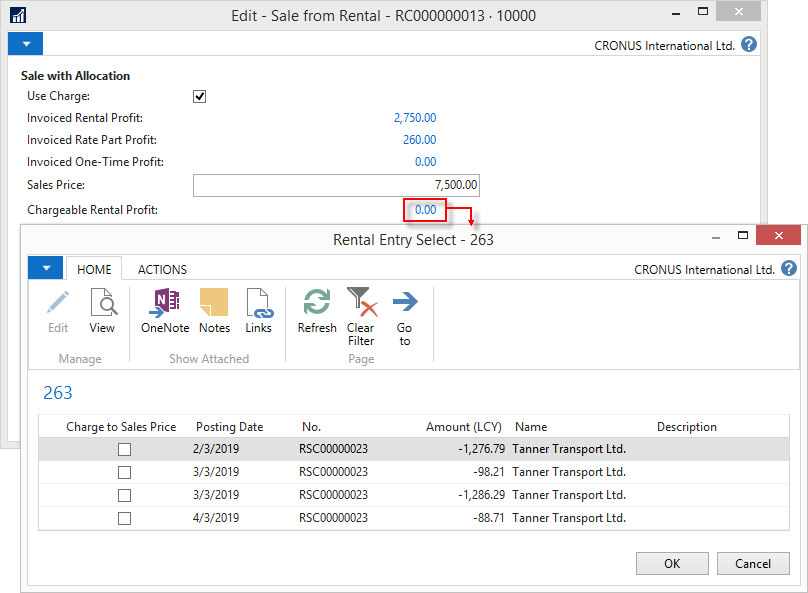 Edit - Sale from Rental - RC000000013 · 10000
CRONUS International Ltd.
Sale with Allocation
Use Charge:
Invoiced Rental Profit: 2,750.00
Invoiced Rate Part Profit: 260.00
Invoiced One-Time Profit: 0.00
Sales Price: 7,500.00
Chargeable Rental Profit: 0.00
Rental Entry Select - 263
HOME ACTIONS CRONUS International Ltd.
Edit View OneNote Notes Links Refresh Clear Filter Go to
Manage Show Attached Page
263
Charge to Sales Price Posting Date No. Amount (LCY) Name Description
2/3/2019 RSC00000023 -1,276.79 Tanner Transport Ltd.
3/3/2019 RSC00000023 -98.21 Tanner Transport Ltd.
3/3/2019 RSC00000023 -1,286.29 Tanner Transport Ltd.
4/3/2019 RSC00000023 -88.71 Tanner Transport Ltd.
OK Cancel